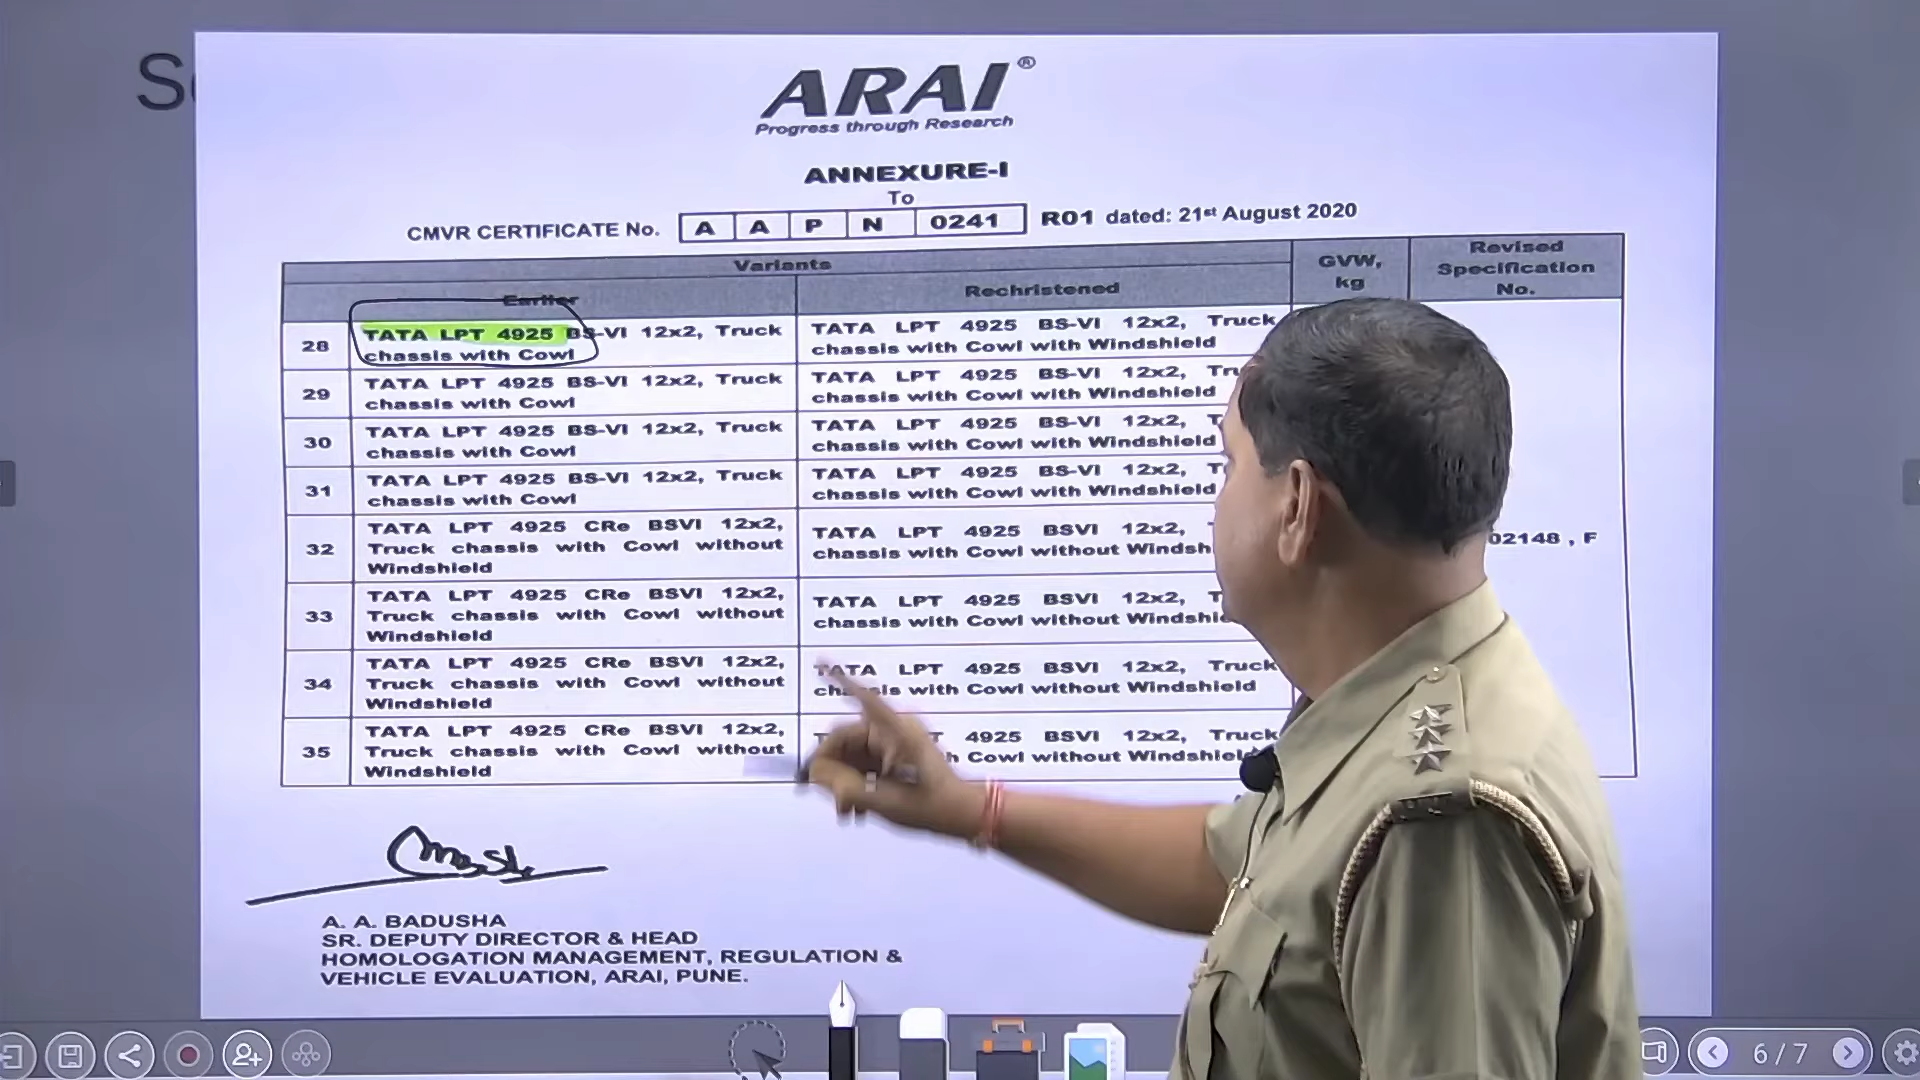 ARAI®
Progress through Research
ANNEXURE-I
To
CMVR CERTIFICATE No. A A P N 0241 R01 dated: 21st August 2020
Variants
GVW, kg
Revised Specification No.
Earlier
Rechristened
28
TATA LPT 4925 BS-VI 12x2, Truck
chassis with Cowl
TATA LPT 4925 BS-VI 12x2, Truck
chassis with Cowl with Windshield
29
TATA LPT 4925 BS-VI 12x2, Truck
chassis with Cowl
TATA LPT 4925 BS-VI 12x2,
chassis with Cowl with Windshield
30
TATA LPT 4925 BS-VI 12x2, Truck
chassis with Cowl
TATA LPT 4925 BS-VI 12x2,
chassis with Cowl with Windshield
31
TATA LPT 4925 BS-VI 12x2, Truck
chassis with Cowl
TATA LPT 4925 BS-VI 12x2,
chassis with Cowl with Windshield
32
TATA LPT 4925 CRe BSVI 12x2,
Truck chassis with Cowl without
Windshield
TATA LPT 4925 BSVI 12x2,
chassis with Cowl without
02148 , F
33
TATA LPT 4925 CRe BSVI 12x2,
Truck chassis with Cowl without
Windshield
TATA LPT 4925 BSVI 12x2,
chassis with Cowl without
34
TATA LPT 4925 CRe BSVI 12x2,
Truck chassis with Cowl without
Windshield
TATA LPT 4925 BSVI 12x2, Truck
chassis with Cowl without Windshield
35
TATA LPT 4925 CRe BSVI 12x2,
Truck chassis with Cowl without
Windshield
4925 BSVI 12x2, Truck
Cowl without Windshield
A. A. BADUSHA
SR. DEPUTY DIRECTOR & HEAD
HOMOLOGATION MANAGEMENT, REGULATION &
VEHICLE EVALUATION, ARAI, PUNE.
6 / 7